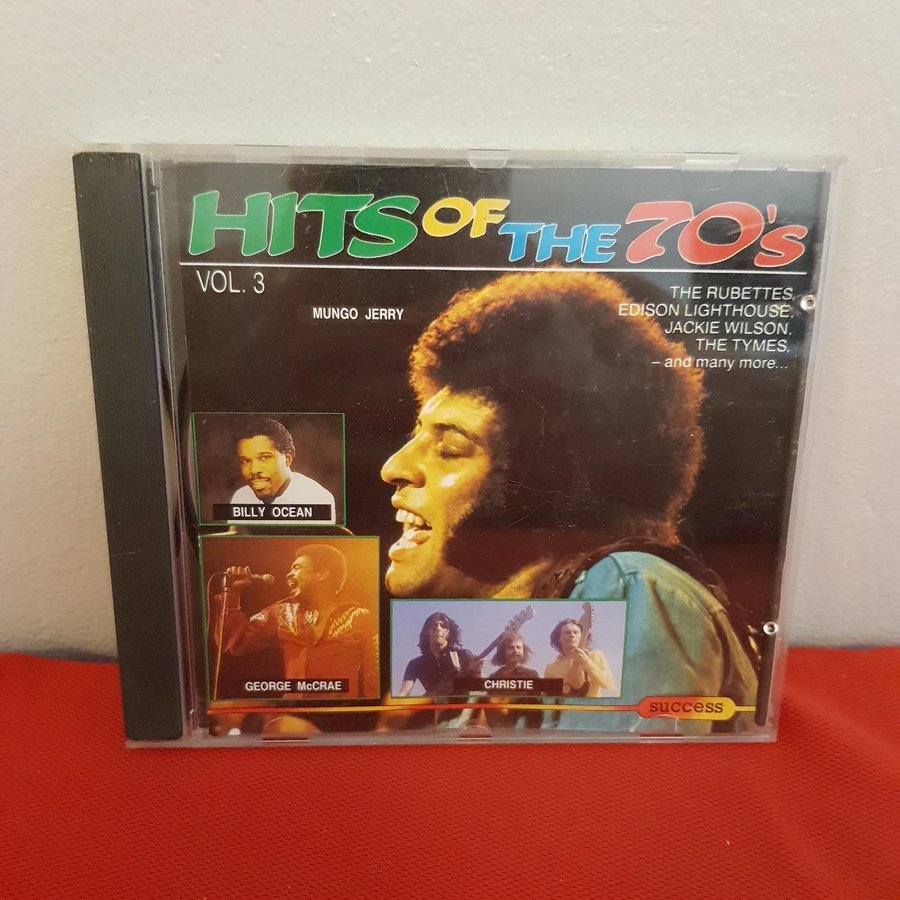 HITS OF THE 70's
VOL. 3
MUNGO JERRY
THE RUBETTES,
EDISON LIGHTHOUSE,
JACKIE WILSON,
THE TYMES,
– and many more...
BILLY OCEAN
GEORGE McCRAE
CHRISTIE
success